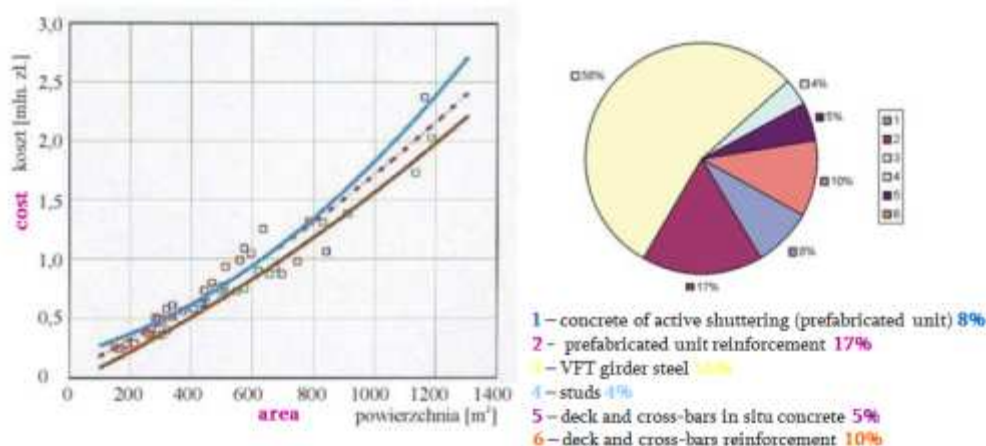 cost koszt [mln. zl.]
3,0
2,5
2,0
1,5
1,0
0,5
0
0 200 400 600 800 1000 1200 1400
area powierzchnia [m²]
58%
4%
5%
10%
8%
17%
1
2
3
4
5
6
1 – concrete of active shuttering (prefabricated unit) 8%
2 - prefabricated unit reinforcement 17%
– VFT girder steel
4 – studs 4%
5 – deck and cross-bars in situ concrete 5%
6 – deck and cross-bars reinforcement 10%